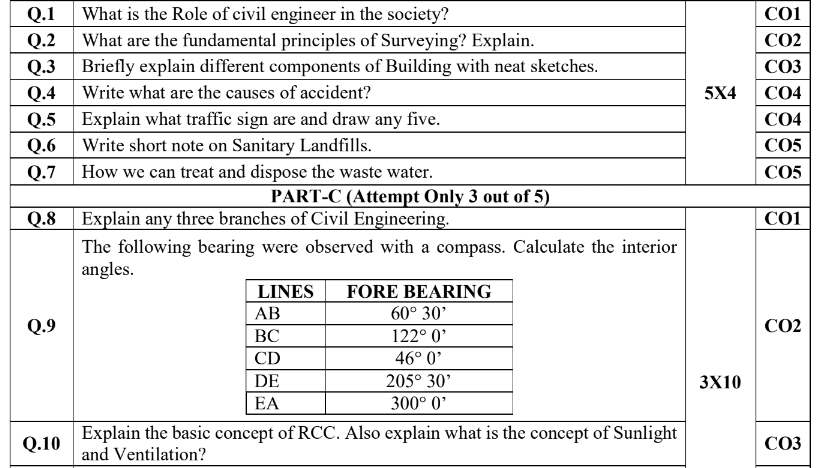 Q.1 What is the Role of civil engineer in the society? CO1
Q.2 What are the fundamental principles of Surveying? Explain. CO2
Q.3 Briefly explain different components of Building with neat sketches. CO3
Q.4 Write what are the causes of accident? 5X4 CO4
Q.5 Explain what traffic sign are and draw any five. CO4
Q.6 Write short note on Sanitary Landfills. CO5
Q.7 How we can treat and dispose the waste water. CO5
PART-C (Attempt Only 3 out of 5)
Q.8 Explain any three branches of Civil Engineering. CO1
The following bearing were observed with a compass. Calculate the interior
angles.
LINES FORE BEARING
AB 60° 30’
Q.9 CO2
BC 122° 0’
CD 46° 0’
DE 205° 30’
3X10
EA 300° 0’
Q.10 Explain the basic concept of RCC. Also explain what is the concept of Sunlight CO3
and Ventilation?